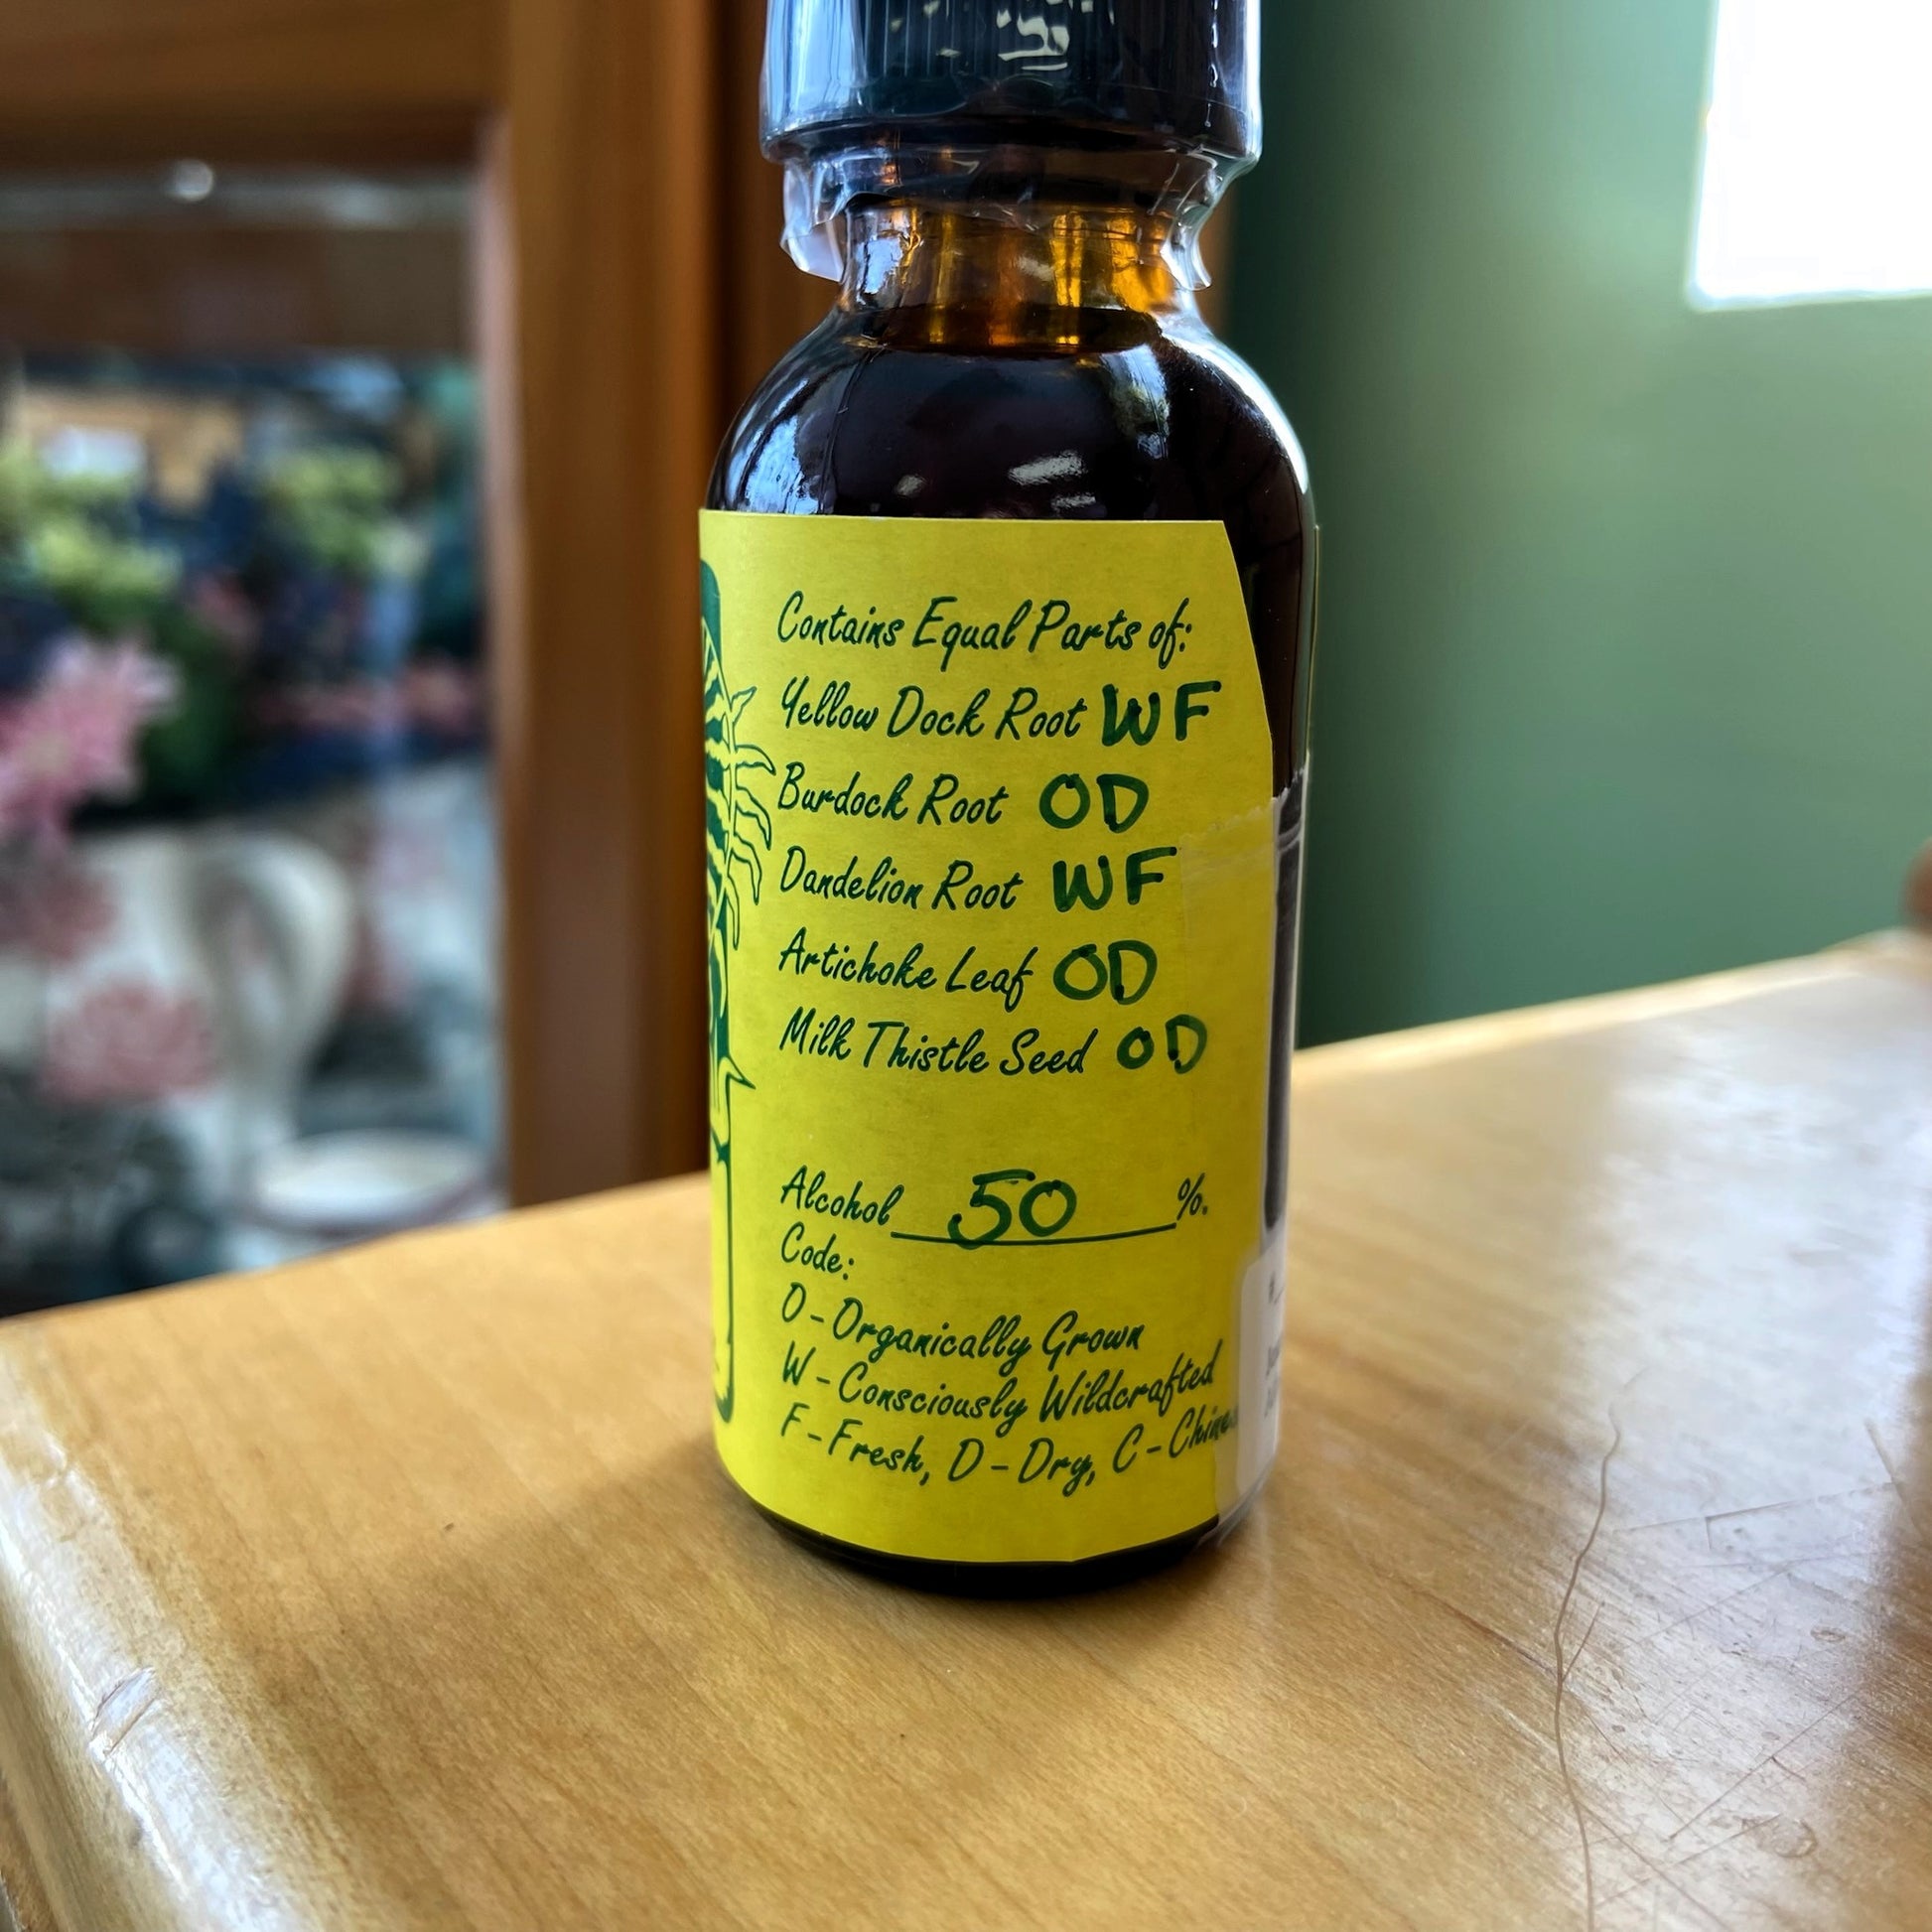 Contains Equal Parts of:
Yellow Dock Root WF
Burdock Root OD
Dandelion Root WF
Artichoke Leaf OD
Milk Thistle Seed OD
Alcohol 50 %.
Code:
O - Organically Grown
W - Consciously Wildcrafted
F - Fresh, D - Dry, C -